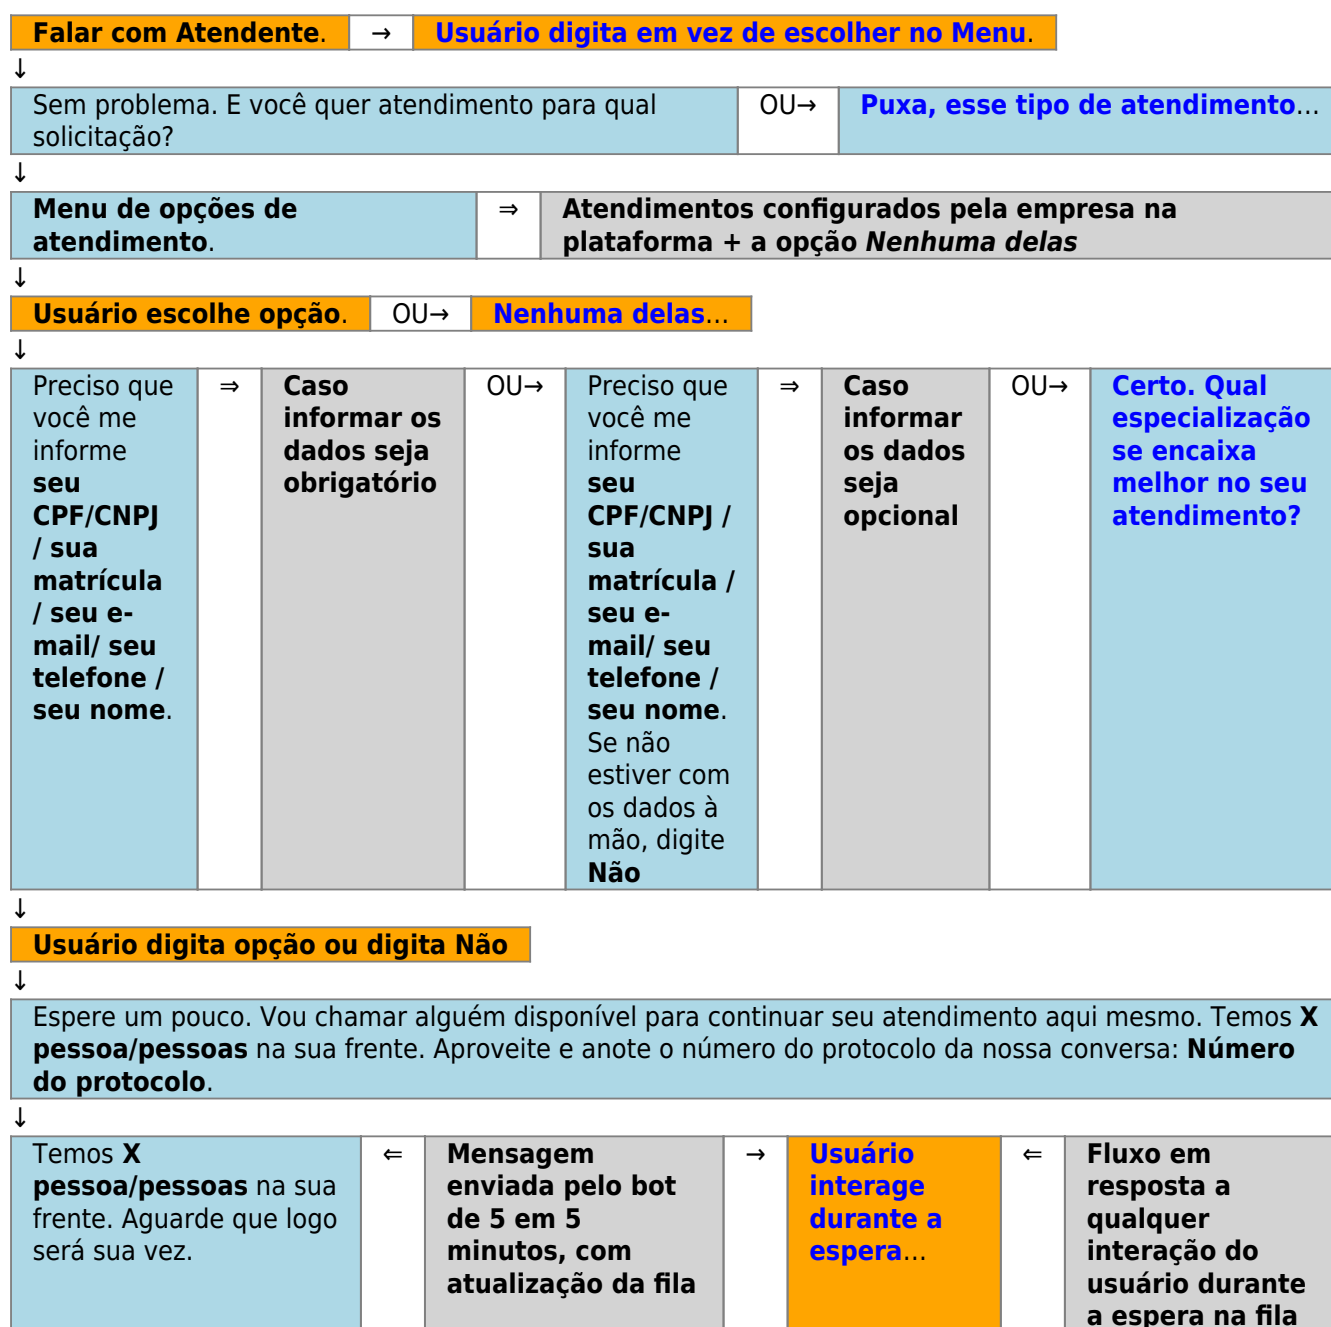 Falar com Atendente. → Usuário digita em vez de escolher no Menu.
↓
Sem problema. E você quer atendimento para qual
solicitação?
OU→
Puxa, esse tipo de atendimento...
↓
Menu de opções de
atendimento.
⇒
Atendimentos configurados pela empresa na
plataforma + a opção Nenhuma delas
↓
Usuário escolhe opção. OU→ Nenhuma delas...
↓
Preciso que
você me
informe
seu
CPF/CNPJ
/ sua
matrícula
/ seu e-
mail/ seu
telefone /
seu nome.
⇒
Caso
informar os
dados seja
obrigatório
OU→
Preciso que
você me
informe
seu
CPF/CNPJ /
sua
matrícula /
seu e-
mail/ seu
telefone /
seu nome.
Se não
estiver com
os dados à
mão, digite
Não
⇒
Caso
informar
os dados
seja
opcional
OU→
Certo. Qual
especialização
se encaixa
melhor no seu
atendimento?
↓
Usuário digita opção ou digita Não
↓
Espere um pouco. Vou chamar alguém disponível para continuar seu atendimento aqui mesmo. Temos X
pessoa/pessoas na sua frente. Aproveite e anote o número do protocolo da nossa conversa: Número
do protocolo.
↓
Temos X
pessoa/pessoas na sua
frente. Aguarde que logo
será sua vez.
⇐
Mensagem
enviada pelo bot
de 5 em 5
minutos, com
atualização da fila
→
Usuário
interage
durante a
espera...
⇐
Fluxo em
resposta a
qualquer
interação do
usuário durante
a espera na fila